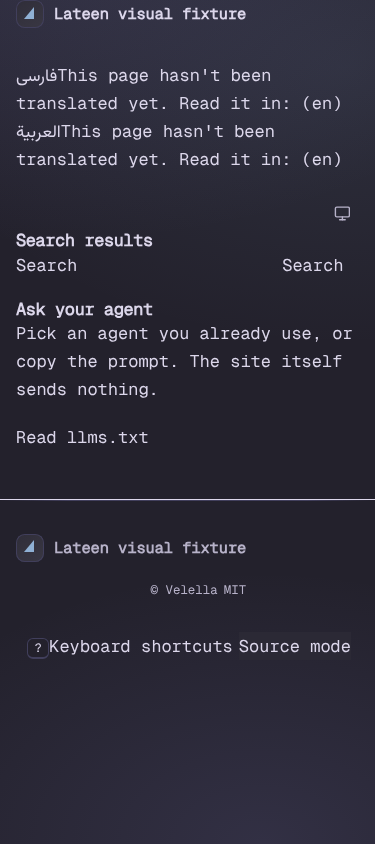 Lateen visual fixture
فارسیThis page hasn't been
translated yet. Read it in: (en)
العربيةThis page hasn't been
translated yet. Read it in: (en)
Search results
Search Search
Ask your agent
Pick an agent you already use, or
copy the prompt. The site itself
sends nothing.
Read llms.txt
Lateen visual fixture
© Velella MIT
?Keyboard shortcuts Source mode